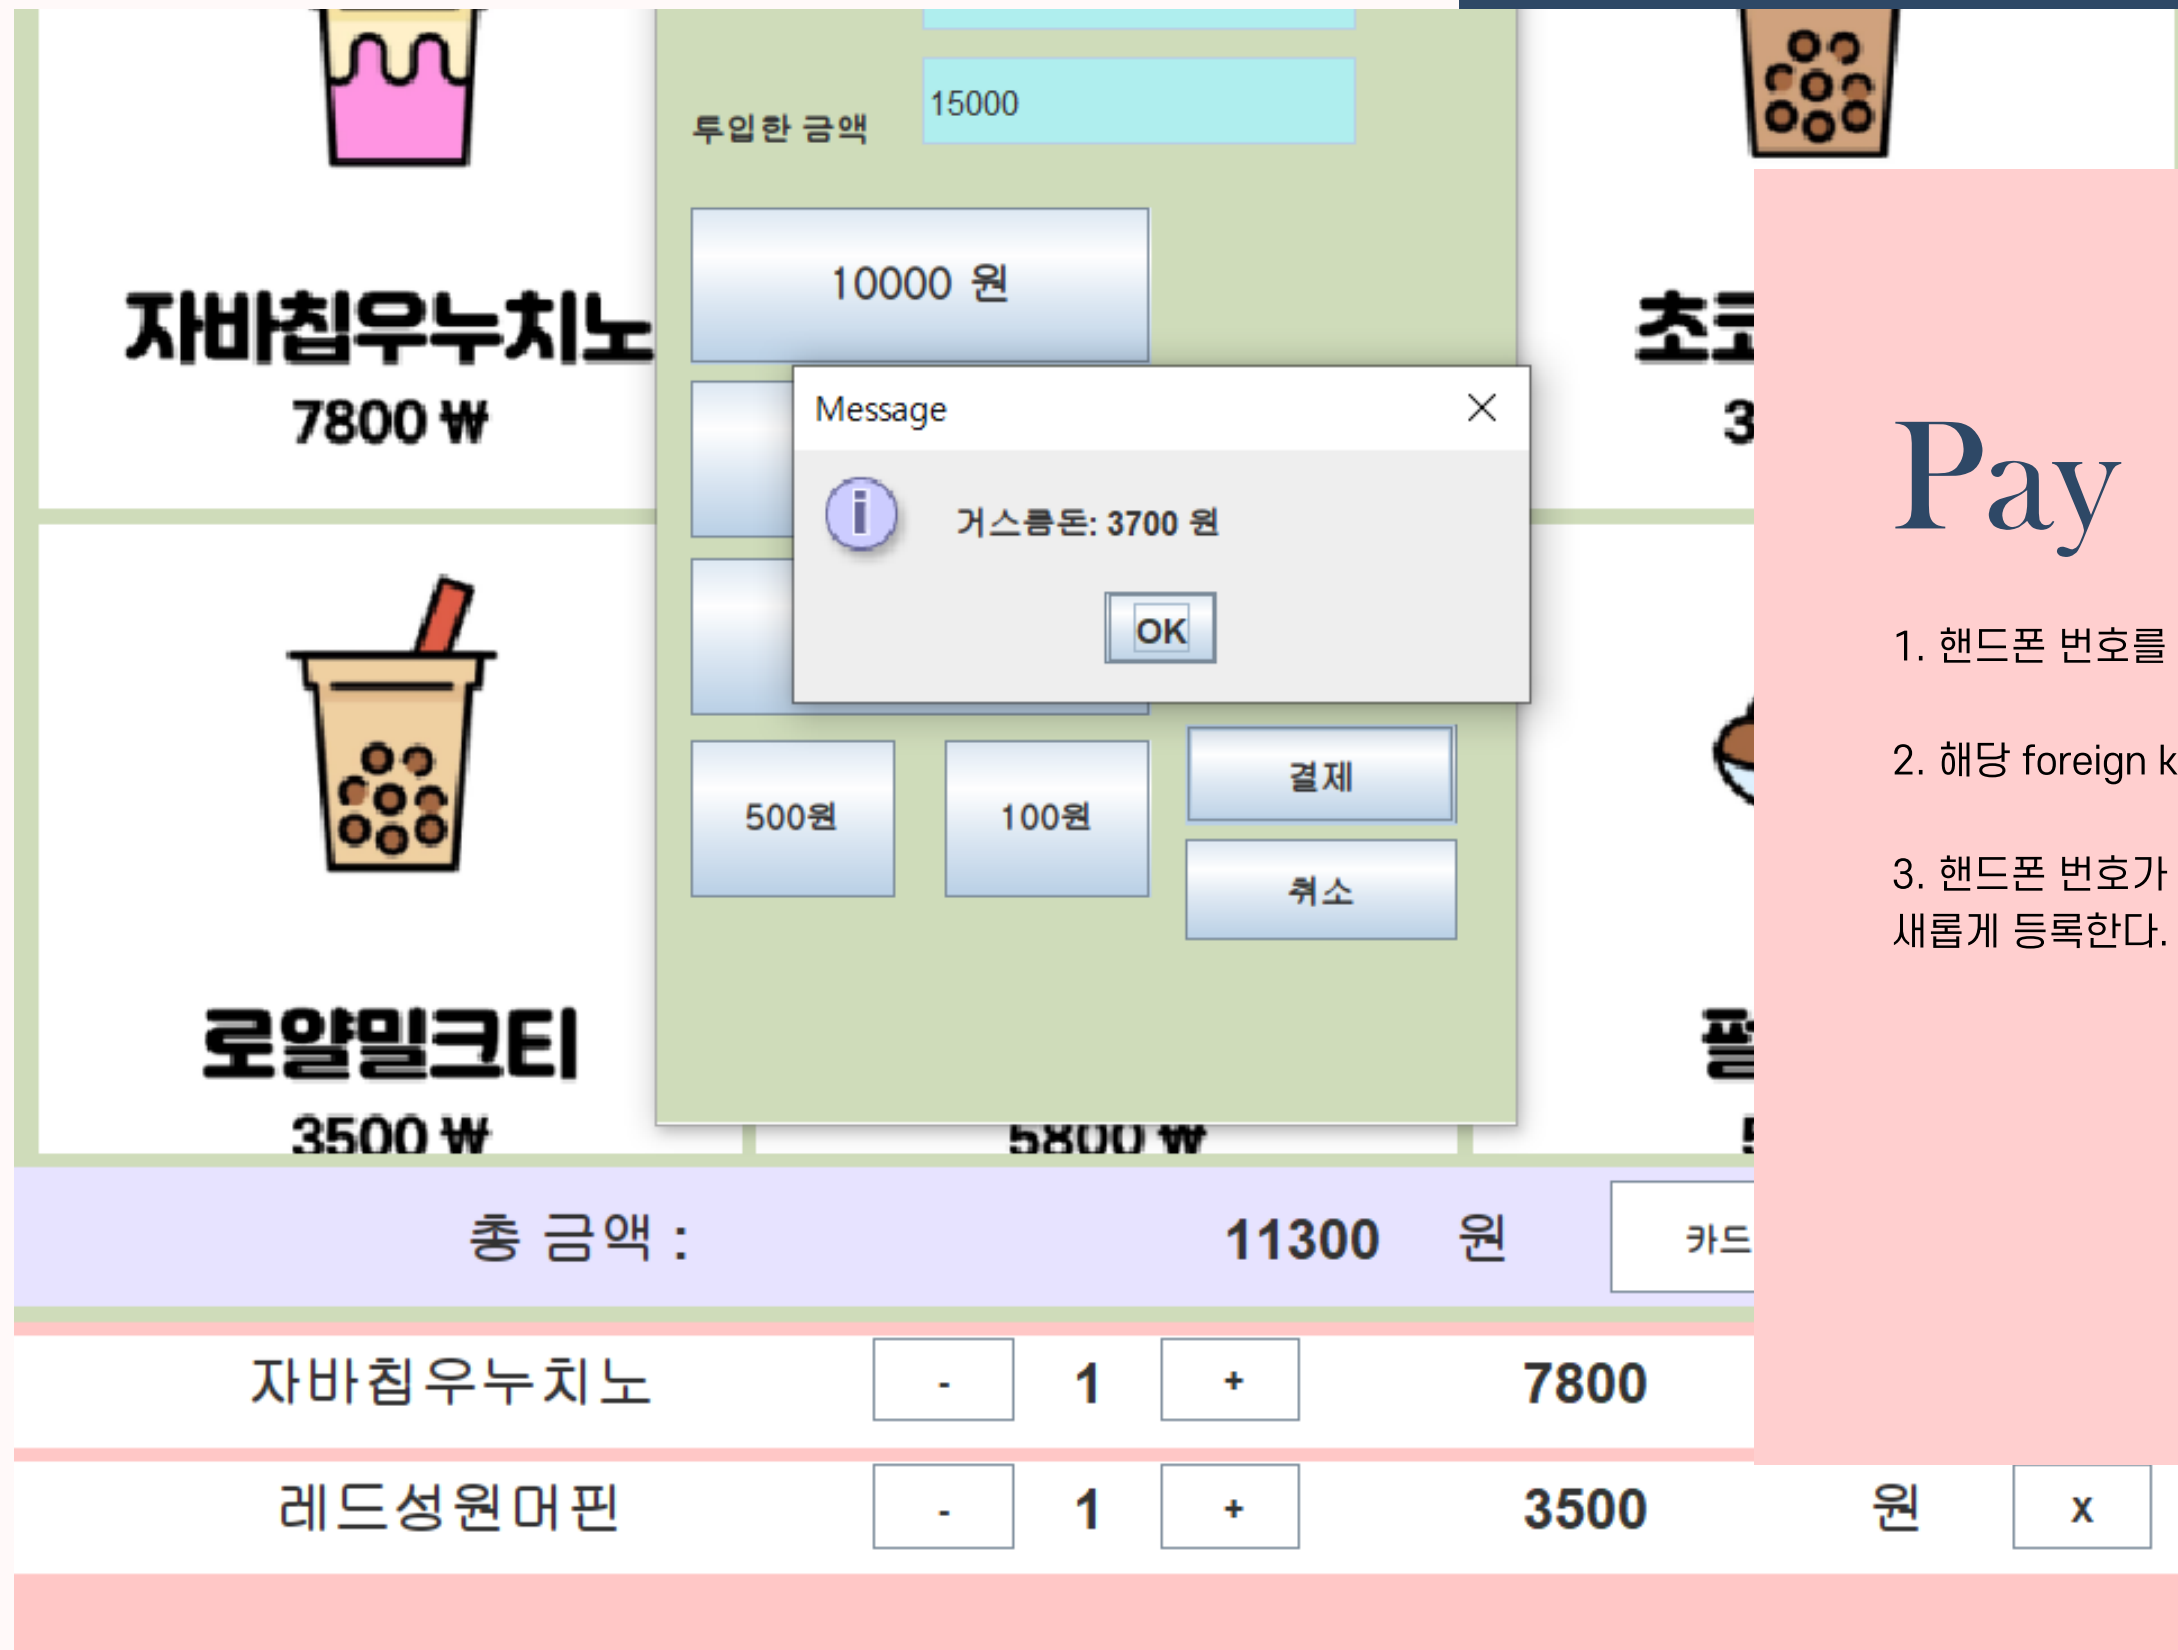 투입한 금액
15000
10000 원
자바칩우누치노
7800 ₩
Message
거스름돈: 3700 원
OK
500원
100원
결제
취소
로얄밀크티
3500 ₩
5800 ₩
Pay
1. 핸드폰 번호를
2. 해당 foreign
3. 핸드폰 번호가
새롭게 등록한다.
총 금액 :
11300 원
카드
자바칩우누치노 - 1 + 7800
레드성원머핀 - 1 + 3500 원 x